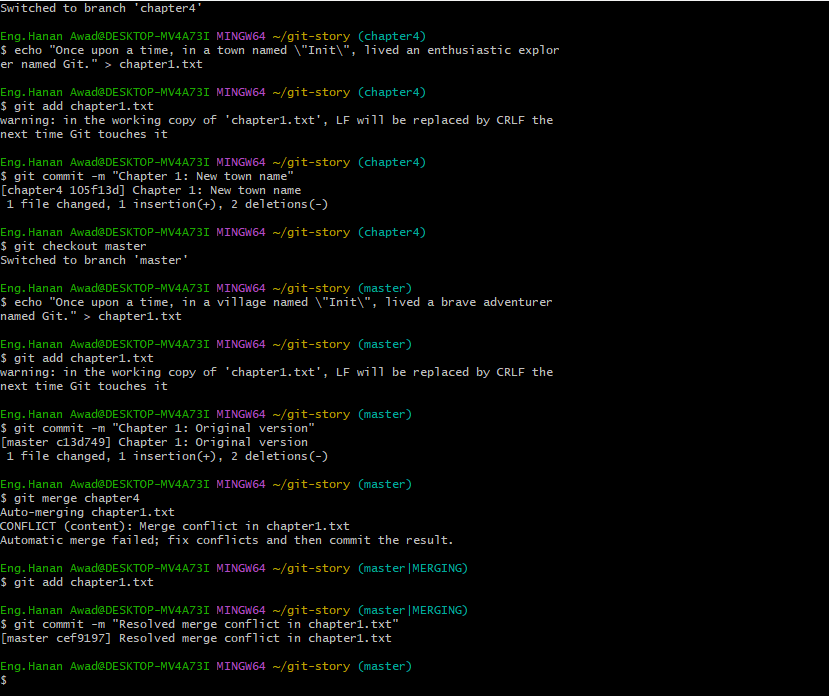 Switched to branch 'chapter4'
Eng.Hanan Awad@DESKTOP-MV4A73I MINGW64 ~/git-story (chapter4)
$ echo "Once upon a time, in a town named \"Init\", lived an enthusiastic explor
er named Git." > chapter1.txt
Eng.Hanan Awad@DESKTOP-MV4A73I MINGW64 ~/git-story (chapter4)
$ git add chapter1.txt
warning: in the working copy of 'chapter1.txt', LF will be replaced by CRLF the
next time Git touches it
Eng.Hanan Awad@DESKTOP-MV4A73I MINGW64 ~/git-story (chapter4)
$ git commit -m "Chapter 1: New town name"
[chapter4 105f13d] Chapter 1: New town name
 1 file changed, 1 insertion(+), 2 deletions(-)
Eng.Hanan Awad@DESKTOP-MV4A73I MINGW64 ~/git-story (chapter4)
$ git checkout master
Switched to branch 'master'
Eng.Hanan Awad@DESKTOP-MV4A73I MINGW64 ~/git-story (master)
$ echo "Once upon a time, in a village named \"Init\", lived a brave adventurer
named Git." > chapter1.txt
Eng.Hanan Awad@DESKTOP-MV4A73I MINGW64 ~/git-story (master)
$ git add chapter1.txt
warning: in the working copy of 'chapter1.txt', LF will be replaced by CRLF the
next time Git touches it
Eng.Hanan Awad@DESKTOP-MV4A73I MINGW64 ~/git-story (master)
$ git commit -m "Chapter 1: Original version"
[master c13d749] Chapter 1: Original version
 1 file changed, 1 insertion(+), 2 deletions(-)
Eng.Hanan Awad@DESKTOP-MV4A73I MINGW64 ~/git-story (master)
$ git merge chapter4
Auto-merging chapter1.txt
CONFLICT (content): Merge conflict in chapter1.txt
Automatic merge failed; fix conflicts and then commit the result.
Eng.Hanan Awad@DESKTOP-MV4A73I MINGW64 ~/git-story (master|MERGING)
$ git add chapter1.txt
Eng.Hanan Awad@DESKTOP-MV4A73I MINGW64 ~/git-story (master|MERGING)
$ git commit -m "Resolved merge conflict in chapter1.txt"
[master cef9197] Resolved merge conflict in chapter1.txt
Eng.Hanan Awad@DESKTOP-MV4A73I MINGW64 ~/git-story (master)
$